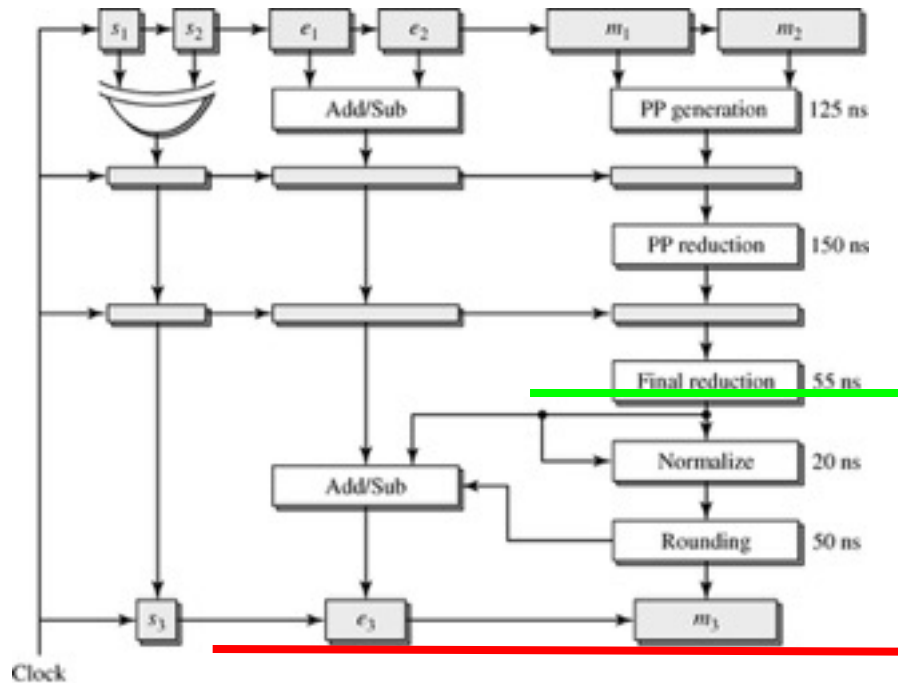 s1 s2 e1 e2 m1 m2
Add/Sub PP generation 125 ns
PP reduction 150 ns
Final reduction 55 ns
Normalize 20 ns
Add/Sub
Rounding 50 ns
s3 e3 m3
Clock